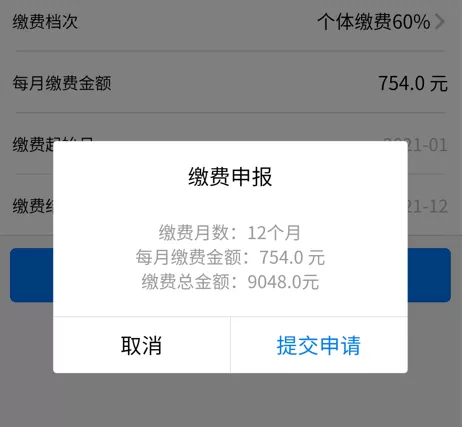 缴费档次
个体缴费60%
每月缴费金额
754.0 元
缴费申报
缴费月数：12个月
每月缴费金额：754.0 元
缴费总金额：9048.0元
取消
提交申请